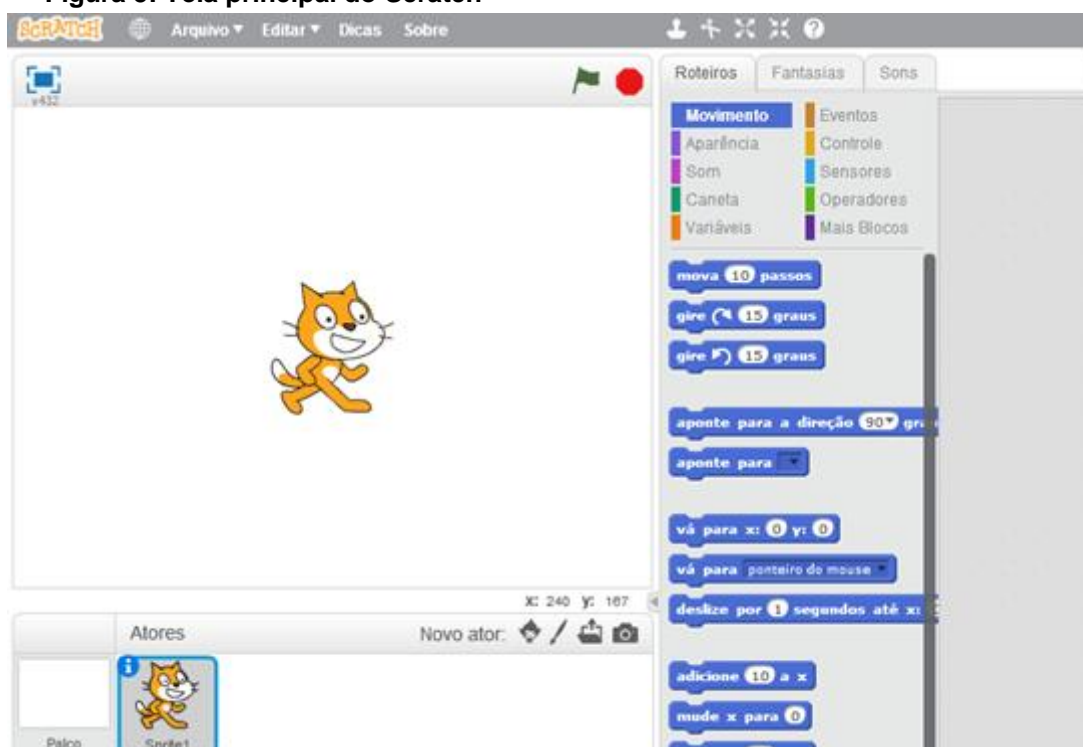 Figura 3: Tela principal do Scratch
SCRATCH Arquivo Editar Dicas Sobre
v432
Roteiros Fantasias Sons
Movimento Eventos
Aparência Controle
Som Sensores
Caneta Operadores
Variáveis Mais Blocos
mova 10 passos
gire 15 graus
gire 15 graus
aponte para a direção 90
aponte para
vá para x: 0 y: 0
vá para ponteiro do mouse
deslize por 1 segundos até x:
adicione 10 a x
mude x para 0
x: 240 y: 167
Atores Novo ator:
Palco Sprite1